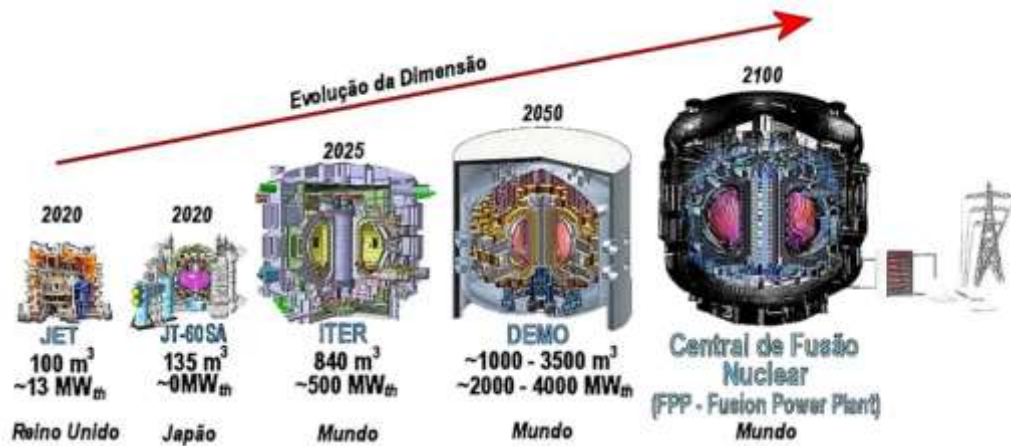 Evolução da Dimensão
2020
JET
100 m³
~13 MWth
Reino Unido
2020
JT-60SA
135 m³
~0MWth
Japão
2025
ITER
840 m³
~500 MWth
Mundo
2050
DEMO
~1000 - 3500 m³
~2000 - 4000 MWth
Mundo
2100
Central de Fusão
Nuclear
(FPP - Fusion Power Plant)
Mundo